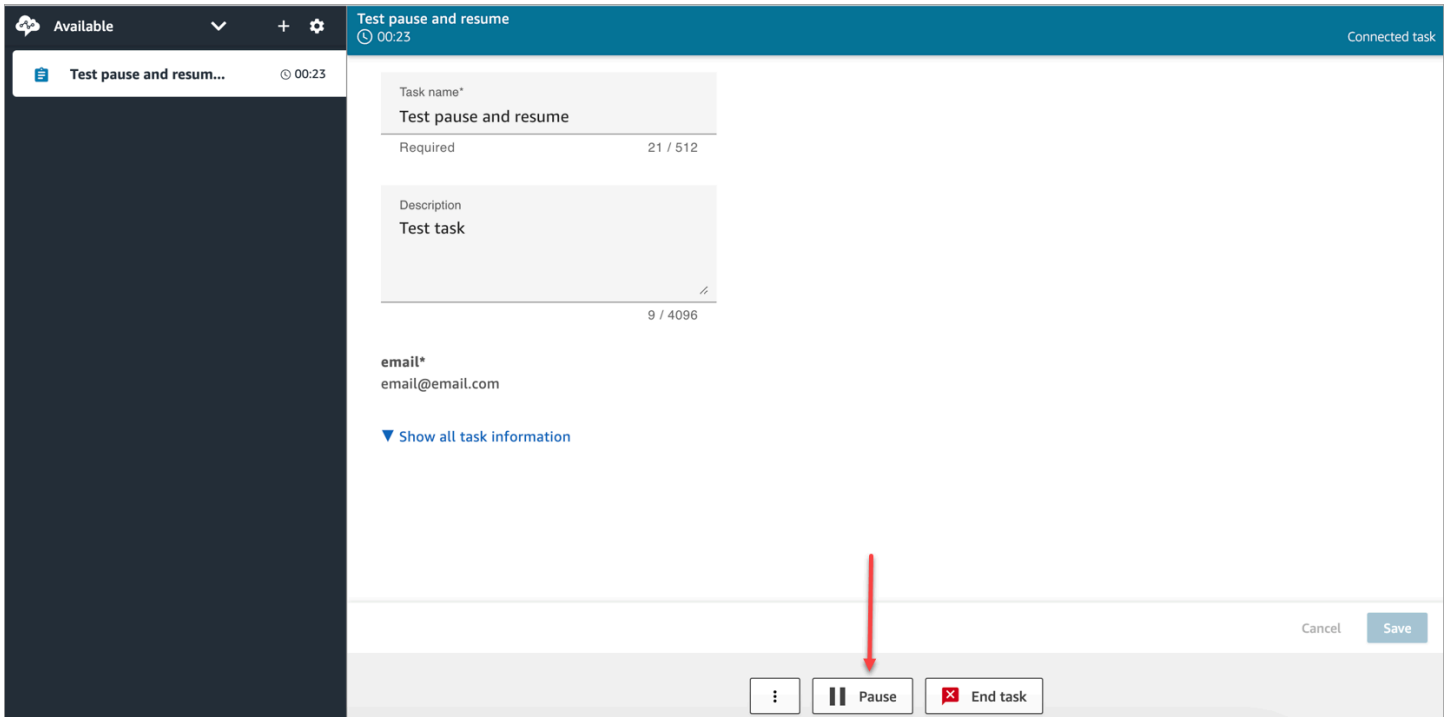 Available
Test pause and resum...
00:23
Test pause and resume
00:23
Connected task
Task name*
Test pause and resume
Required
21 / 512
Description
Test task
9 / 4096
email*
email@email.com
Show all task information
Cancel
Save
Pause
End task